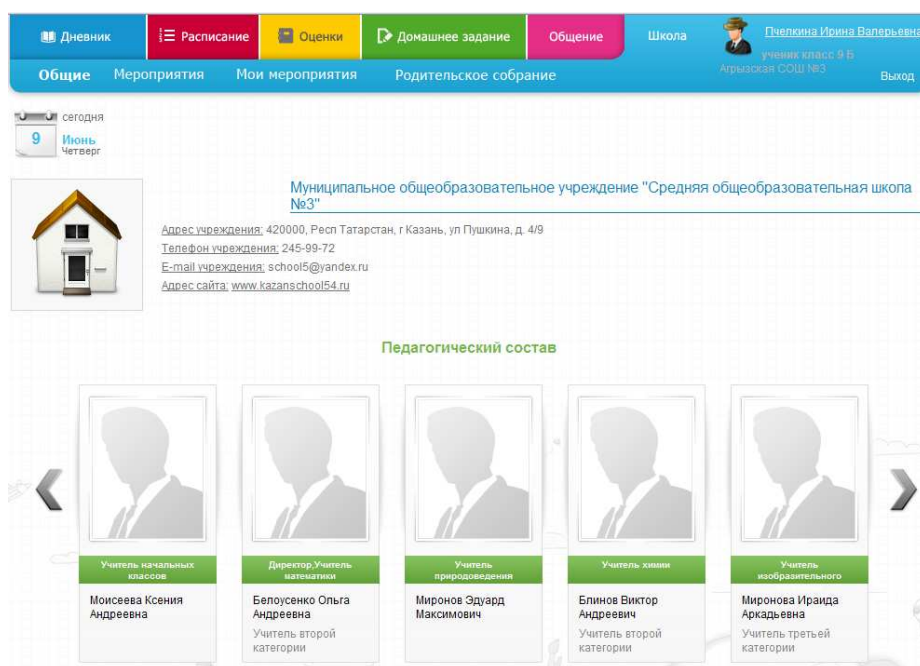 Дневник Расписание Оценки Домашнее задание Общение Школа Пчелкина Ирина Валерьевна
ученик класс 9 Б
Агрызская СОШ №3
Общие Мероприятия Мои мероприятия Родительское собрание Выход
сегодня
9 Июнь
Четверг
Муниципальное общеобразовательное учреждение "Средняя общеобразовательная школа
№3"
Адрес учреждения: 420000, Респ Татарстан, г Казань, ул Пушкина, д. 4/9
Телефон учреждения: 245-99-72
E-mail учреждения: school5@yandex.ru
Адрес сайта: www.kazanschool54.ru
Педагогический состав
Учитель начальных
классов
Моисеева Ксения
Андреевна
Директор,Учитель
математики
Белоусенко Ольга
Андреевна
Учитель второй
категории
Учитель
природоведения
Миронов Эдуард
Максимович
Учитель химии
Блинов Виктор
Андреевич
Учитель второй
категории
Учитель
изобразительного
Миронова Ираида
Аркадьевна
Учитель третьей
категории